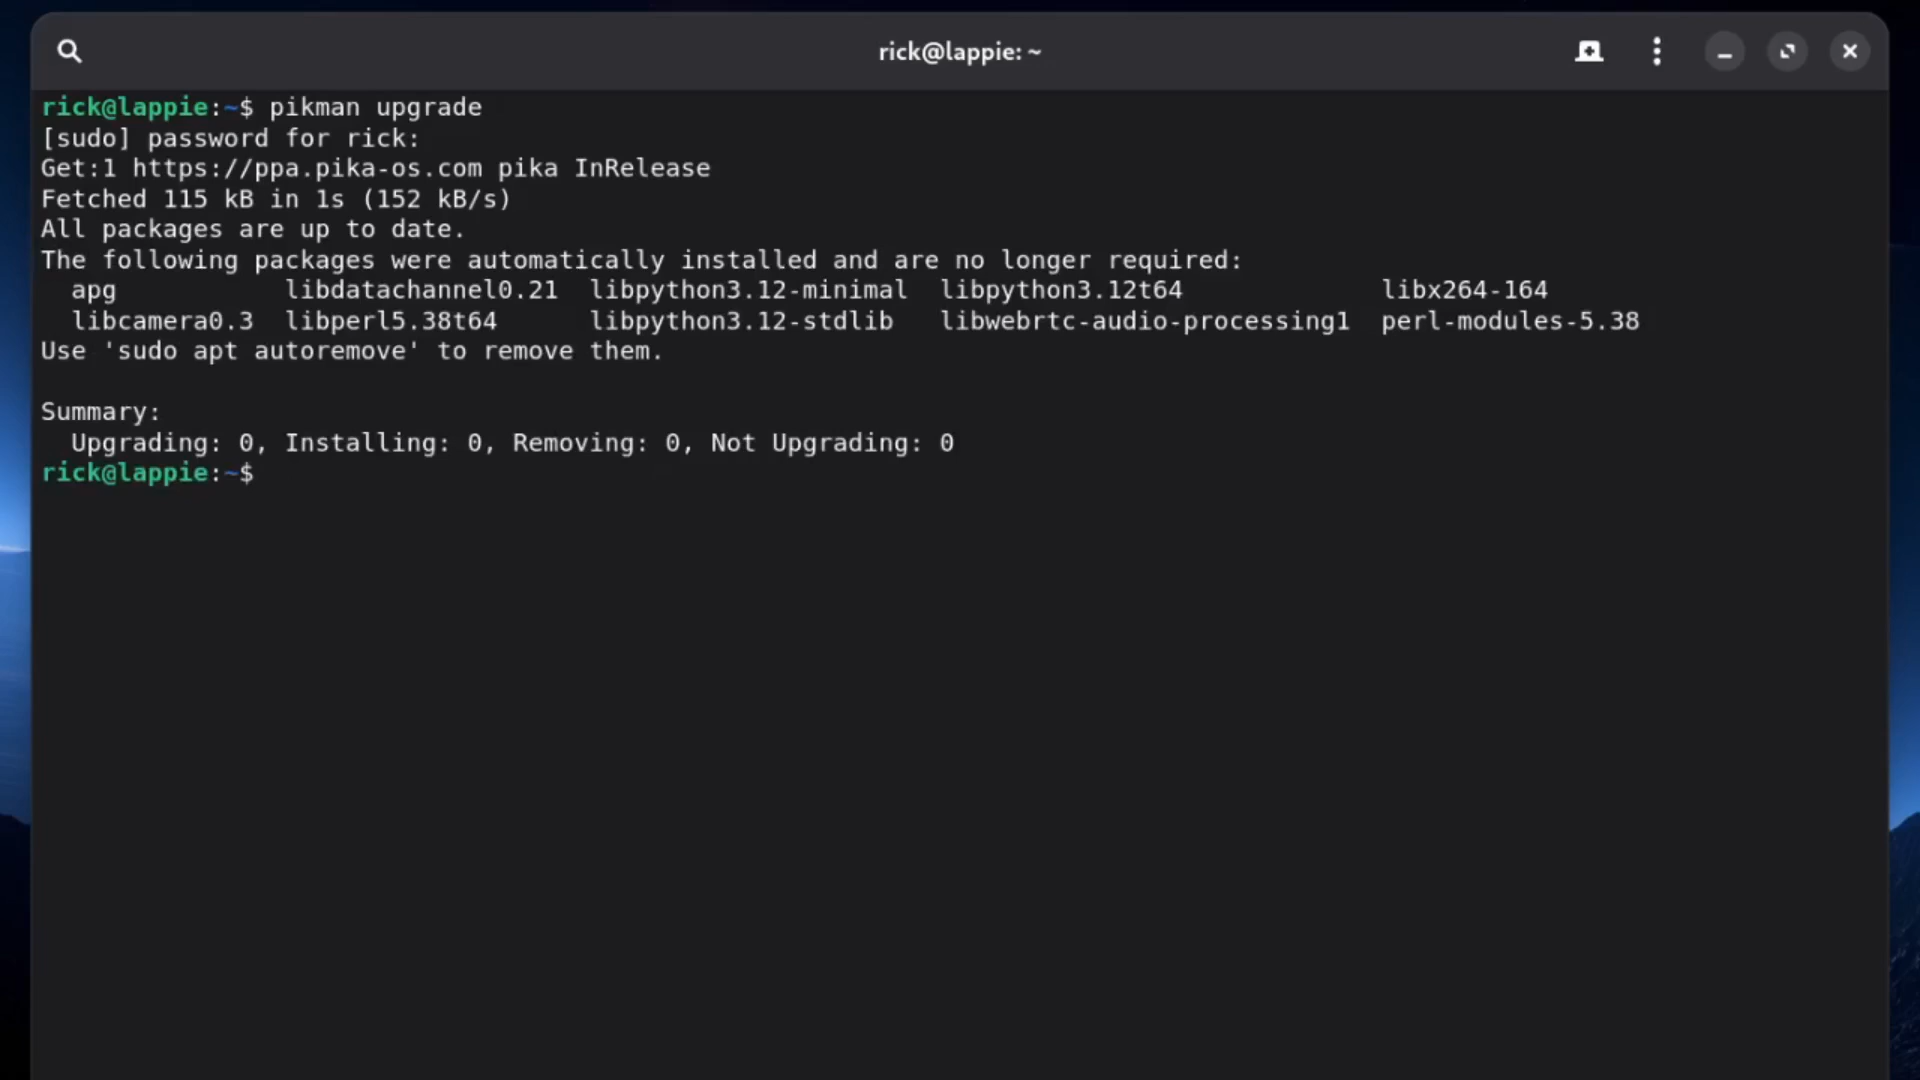 rick@lappie: ~
rick@lappie:~$ pikman upgrade
[sudo] password for rick:
Get:1 https://ppa.pika-os.com pika InRelease
Fetched 115 kB in 1s (152 kB/s)
All packages are up to date.
The following packages were automatically installed and are no longer required:
  apg           libdatachannel0.21  libpython3.12-minimal  libpython3.12t64             libx264-164
  libcamera0.3  libperl5.38t64      libpython3.12-stdlib   libwebrtc-audio-processing1  perl-modules-5.38
Use 'sudo apt autoremove' to remove them.
Summary:
  Upgrading: 0, Installing: 0, Removing: 0, Not Upgrading: 0
rick@lappie:~$